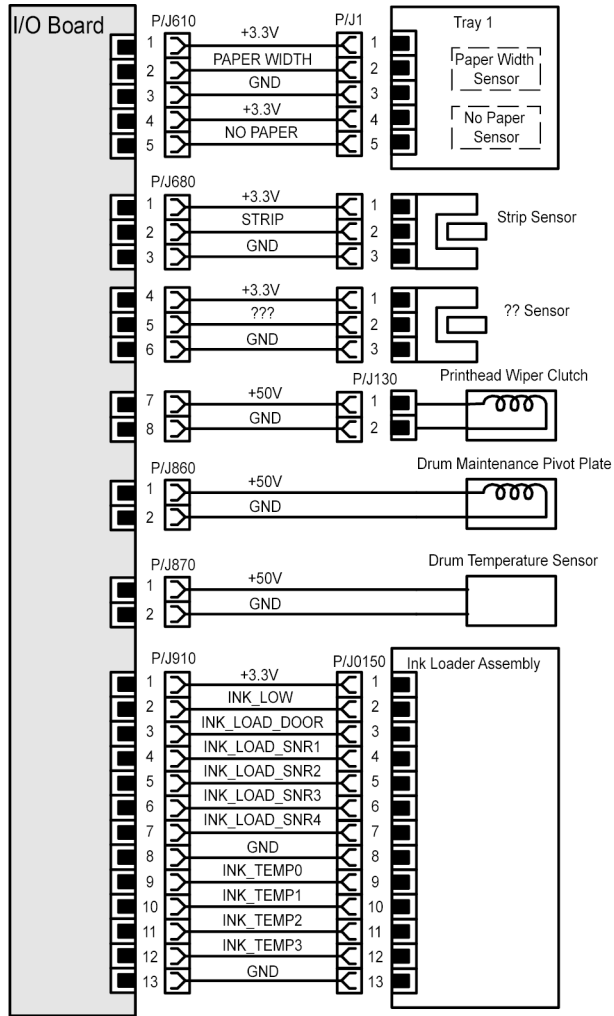 I/O Board
P/J610
P/J1
Tray 1
1 +3.3V 1
2 PAPER WIDTH 2
3 GND 3
4 +3.3V 4
5 NO PAPER 5
Paper Width
Sensor
No Paper
Sensor
P/J680
1 +3.3V 1
2 STRIP 2
3 GND 3
Strip Sensor
4 +3.3V 1
5 ??? 2
6 GND 3
?? Sensor
P/J130
Printhead Wiper Clutch
7 +50V 1
8 GND 2
P/J860
Drum Maintenance Pivot Plate
1 +50V
2 GND
P/J870
Drum Temperature Sensor
1 +50V
2 GND
P/J910
P/J0150
Ink Loader Assembly
1 +3.3V 1
2 INK_LOW 2
3 INK_LOAD_DOOR 3
4 INK_LOAD_SNR1 4
5 INK_LOAD_SNR2 5
6 INK_LOAD_SNR3 6
7 INK_LOAD_SNR4 7
8 GND 8
9 INK_TEMP0 9
10 INK_TEMP1 10
11 INK_TEMP2 11
12 INK_TEMP3 12
13 GND 13